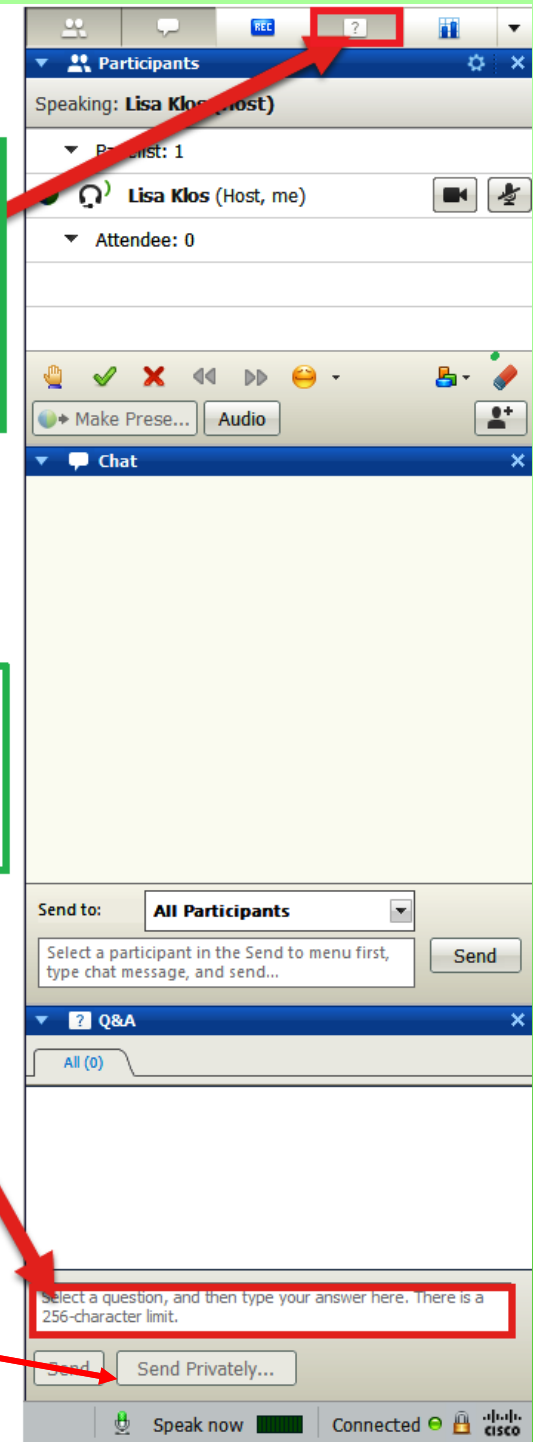 REC ?
Participants
Speaking: Lisa Klos (Host)
Panelist: 1
Lisa Klos (Host, me)
Attendee: 0
Make Prese... Audio
Chat
Send to: All Participants
Select a participant in the Send to menu first,
type chat message, and send...
Send
? Q&A
All (0)
Select a question, and then type your answer here. There is a
256-character limit.
Send Send Privately...
Speak now Connected CISCO